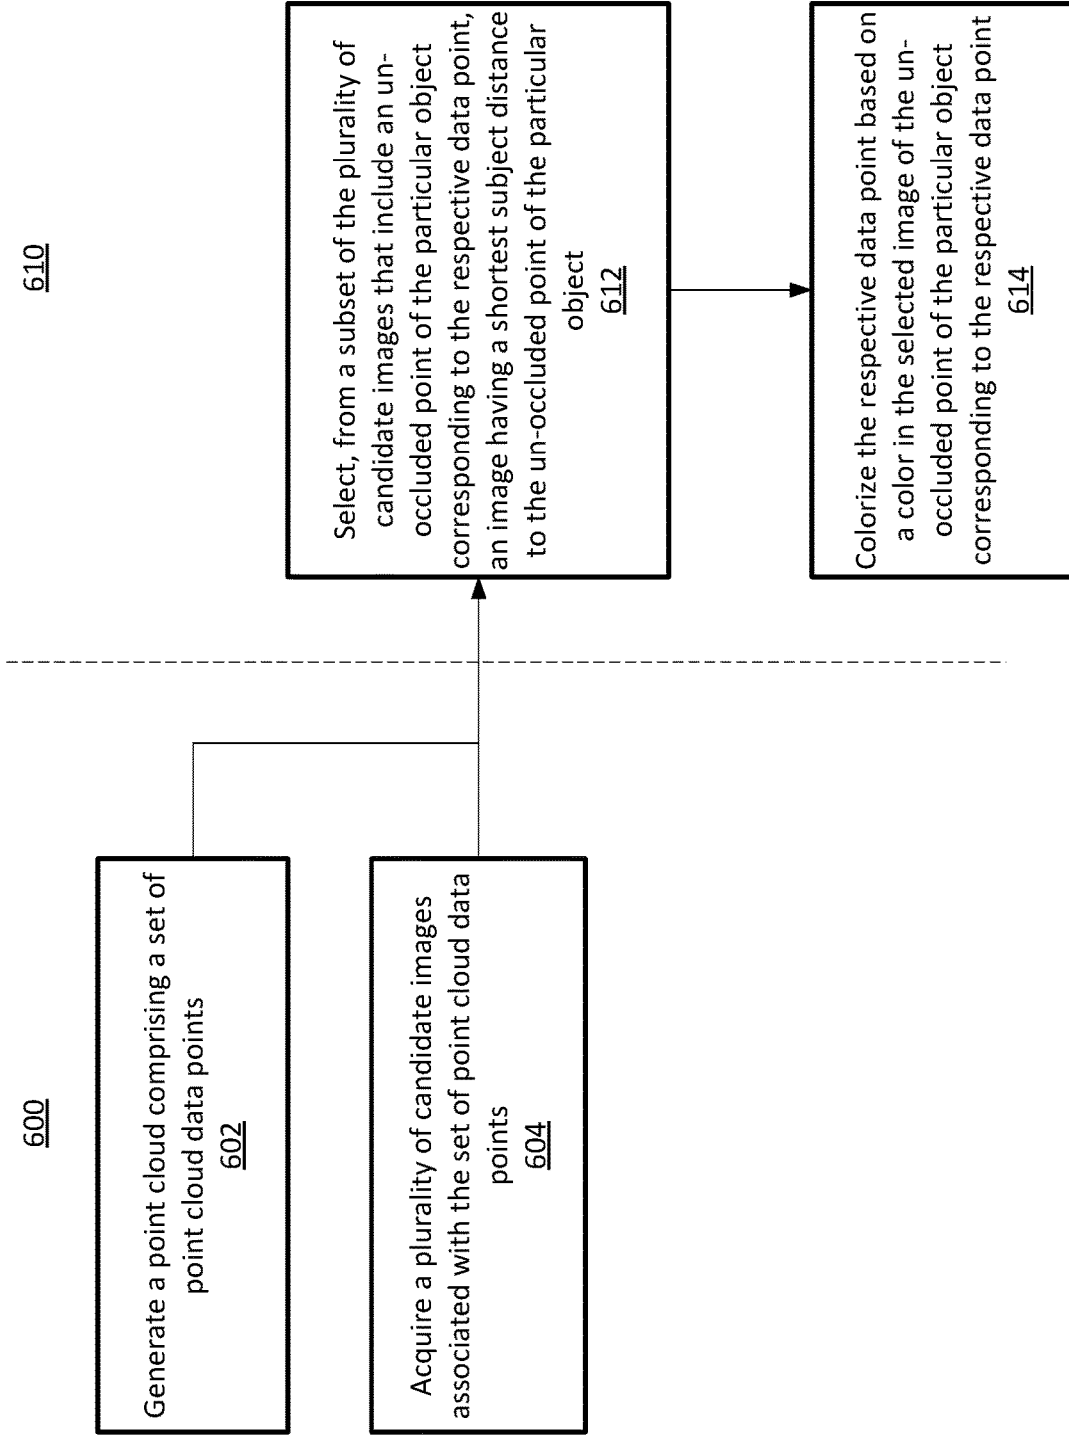 600
Generate a point cloud comprising a set of
point cloud data points
602
Acquire a plurality of candidate images
associated with the set of point cloud data
points
604
610
Select, from a subset of the plurality of
candidate images that include an un-
occluded point of the particular object
corresponding to the respective data point,
an image having a shortest subject distance
to the un-occluded point of the particular
object
612
Colorize the respective data point based on
a color in the selected image of the un-
occluded point of the particular object
corresponding to the respective data point
614